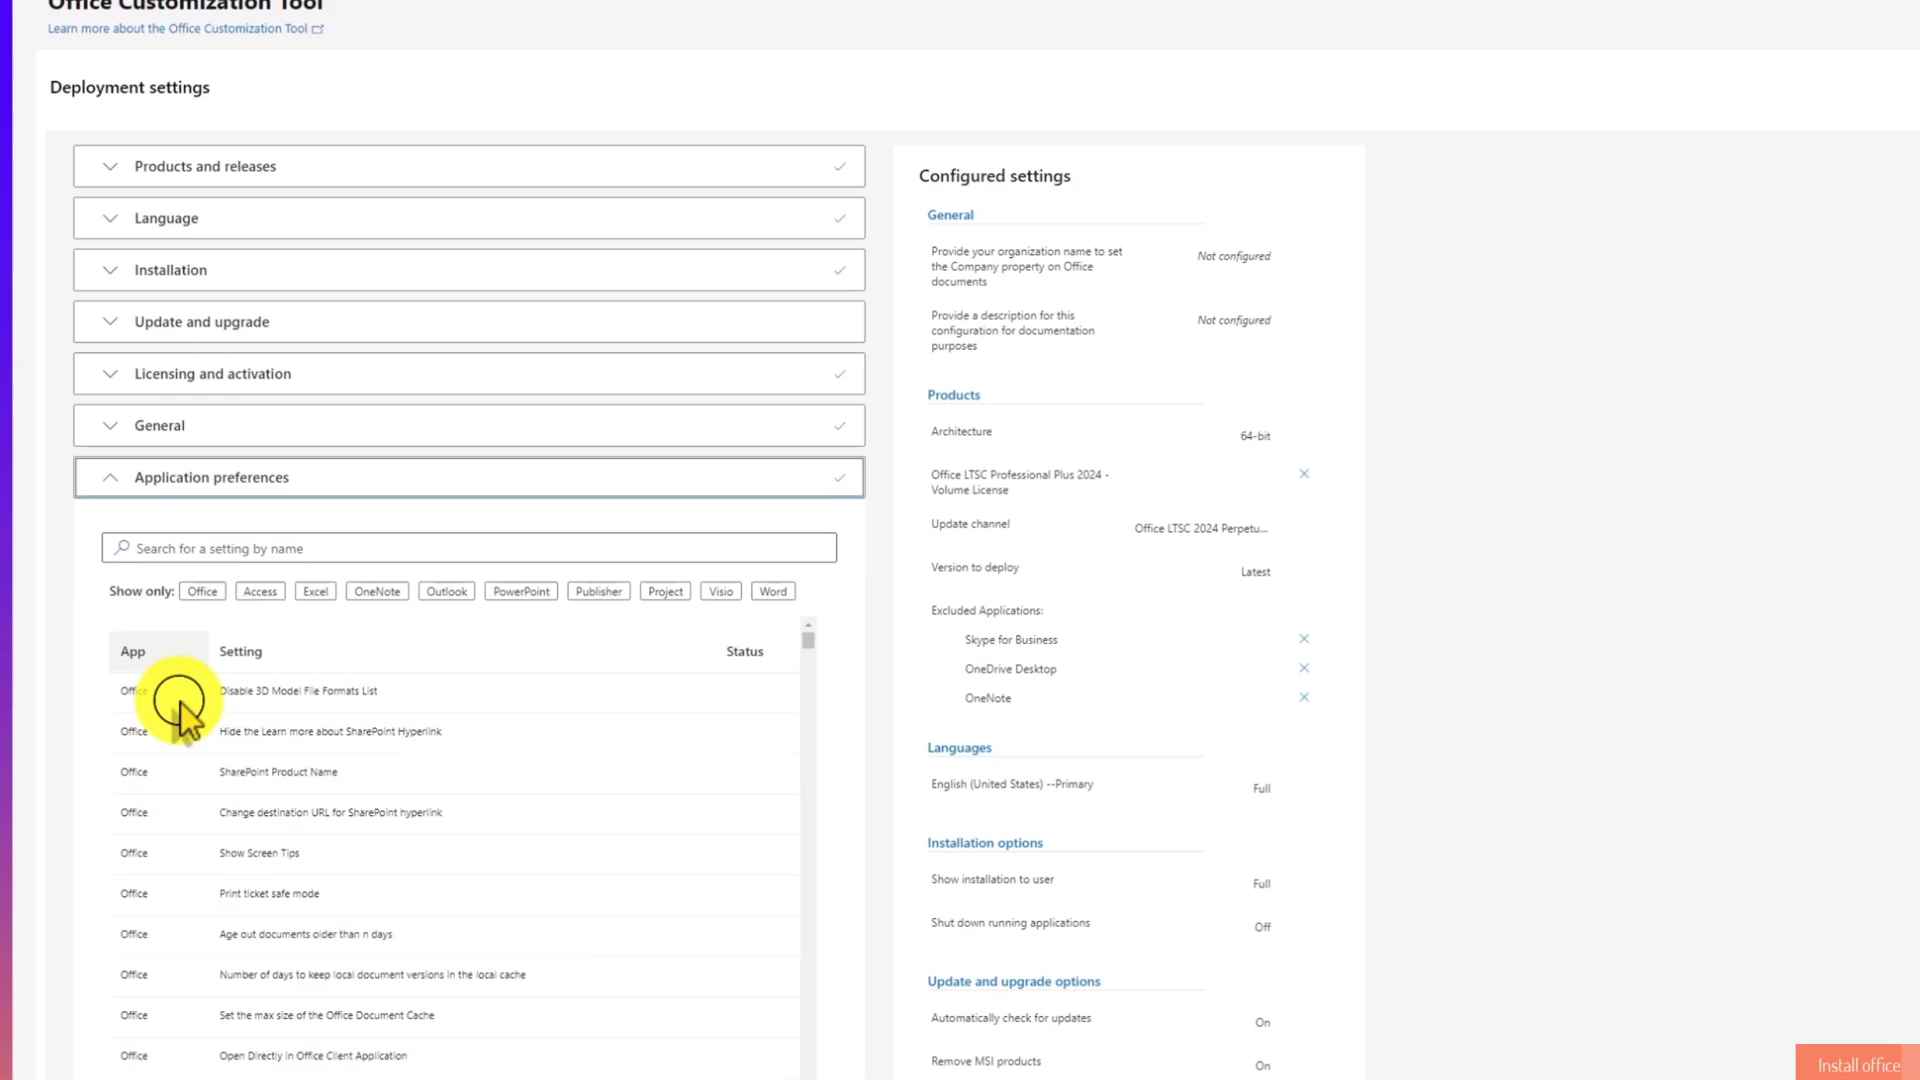 Office Customization Tool
Learn more about the Office Customization Tool
Deployment settings
Products and releases
Language
Installation
Update and upgrade
Licensing and activation
General
Application preferences
Search for a setting by name
Show only: Office Access Excel OneNote Outlook PowerPoint Publisher Project Visio Word
App Setting Status
Office Disable 3D Model File Formats List
Office Hide the Learn more about SharePoint Hyperlink
Office SharePoint Product Name
Office Change destination URL for SharePoint hyperlink
Office Show Screen Tips
Office Print ticket safe mode
Office Age out documents older than n days
Office Number of days to keep local document versions in the local cache
Office Set the max size of the Office Document Cache
Office Open Directly in Office Client Application
Configured settings
General
Provide your organization name to set
the Company property on Office
documents
Not configured
Provide a description for this
configuration for documentation
purposes
Not configured
Products
Architecture
64-bit
Office LTSC Professional Plus 2024 -
Volume License
Update channel
Office LTSC 2024 Perpetu...
Version to deploy
Latest
Excluded Applications:
Skype for Business
OneDrive Desktop
OneNote
Languages
English (United States) --Primary
Full
Installation options
Show installation to user
Full
Shut down running applications
Off
Update and upgrade options
Automatically check for updates
On
Remove MSI products
On
Install office